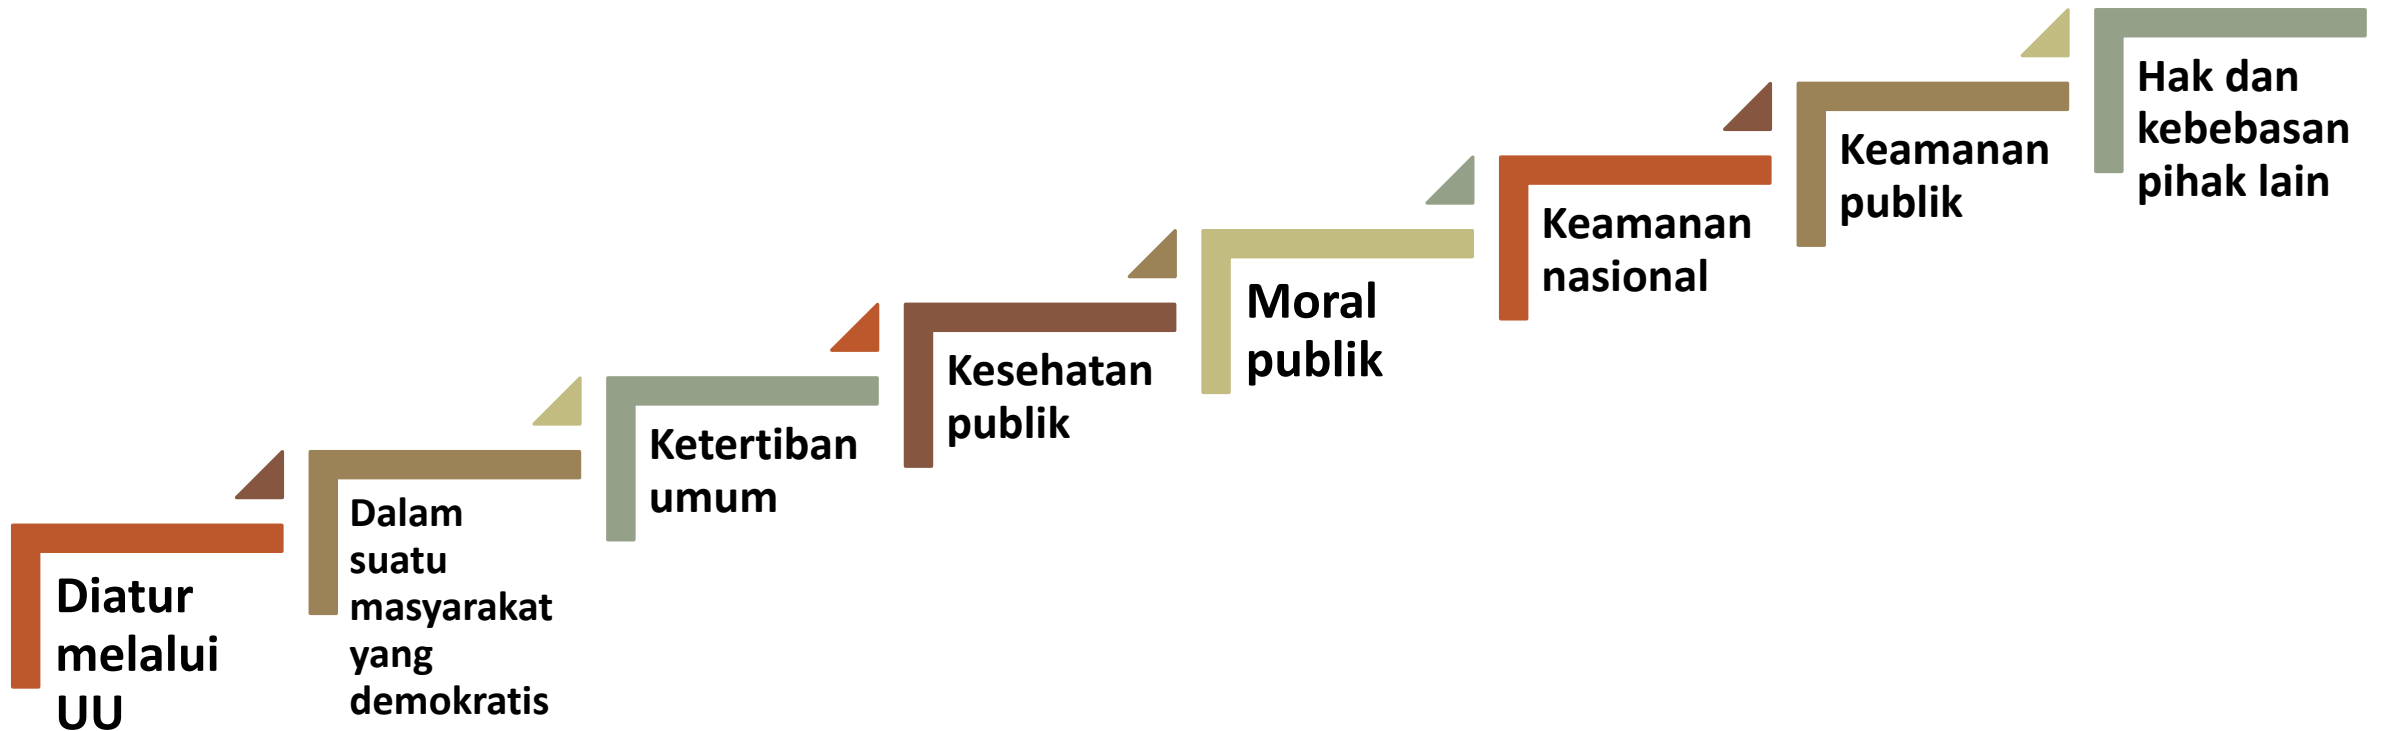 Diatur
melalui
UU
Dalam
suatu
masyarakat
yang
demokratis
Ketertiban
umum
Kesehatan
publik
Moral
publik
Keamanan
nasional
Keamanan
publik
Hak dan
kebebasan
pihak lain